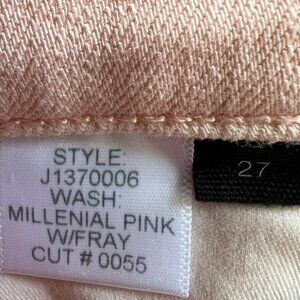 STYLE:
J1370006
WASH:
MILLENIAL PINK
W/FRAY
CUT # 0055
27